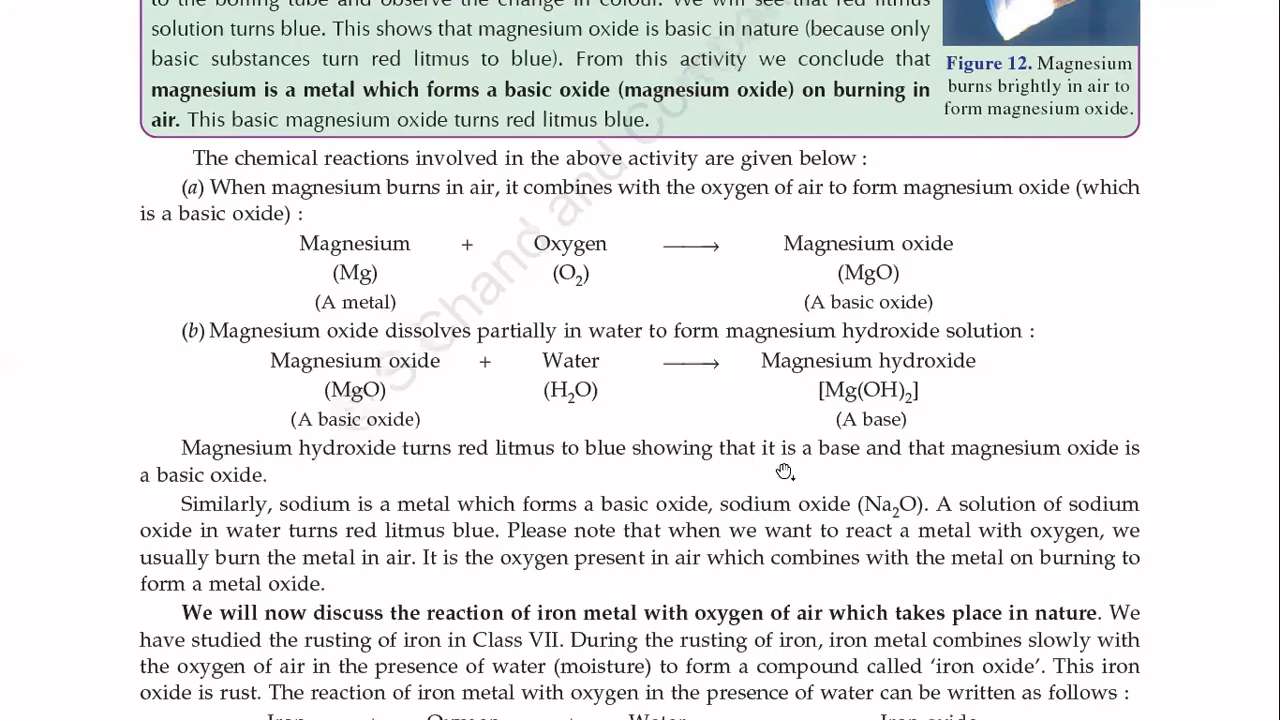 to the boiling tube and observe the change in colour. We will see that red litmus
solution turns blue. This shows that magnesium oxide is basic in nature (because only
basic substances turn red litmus to blue). From this activity we conclude that
magnesium is a metal which forms a basic oxide (magnesium oxide) on burning in
air. This basic magnesium oxide turns red litmus blue.
Figure 12. Magnesium
burns brightly in air to
form magnesium oxide.
The chemical reactions involved in the above activity are given below :
(a) When magnesium burns in air, it combines with the oxygen of air to form magnesium oxide (which
is a basic oxide) :
Magnesium + Oxygen ⟶ Magnesium oxide
(Mg) (O₂) (MgO)
(A metal) (A basic oxide)
(b) Magnesium oxide dissolves partially in water to form magnesium hydroxide solution :
Magnesium oxide + Water ⟶ Magnesium hydroxide
(MgO) (H₂O) [Mg(OH)₂]
(A basic oxide) (A base)
Magnesium hydroxide turns red litmus to blue showing that it is a base and that magnesium oxide is
a basic oxide.
Similarly, sodium is a metal which forms a basic oxide, sodium oxide (Na₂O). A solution of sodium
oxide in water turns red litmus blue. Please note that when we want to react a metal with oxygen, we
usually burn the metal in air. It is the oxygen present in air which combines with the metal on burning to
form a metal oxide.
We will now discuss the reaction of iron metal with oxygen of air which takes place in nature. We
have studied the rusting of iron in Class VII. During the rusting of iron, iron metal combines slowly with
the oxygen of air in the presence of water (moisture) to form a compound called ‘iron oxide’. This iron
oxide is rust. The reaction of iron metal with oxygen in the presence of water can be written as follows :
Iron + Oxygen + Water Iron oxide
S Chand and